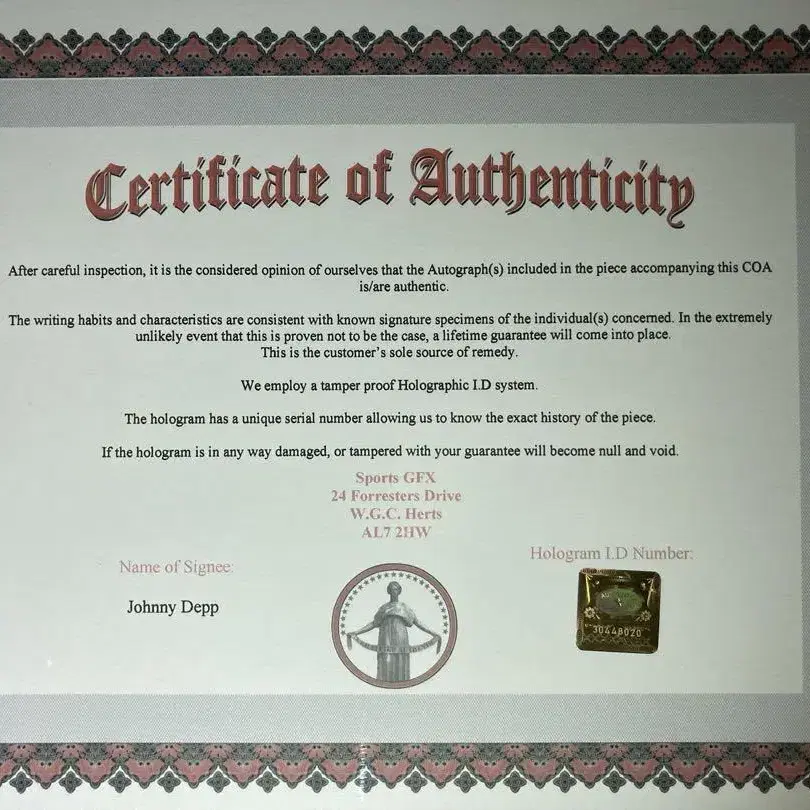 Certificate of Authenticity
After careful inspection, it is the considered opinion of ourselves that the Autograph(s) included in the piece accompanying this COA
is/are authentic.
The writing habits and characteristics are consistent with known signature specimens of the individual(s) concerned. In the extremely
unlikely event that this is proven not to be the case, a lifetime guarantee will come into place.
This is the customer's sole source of remedy.
We employ a tamper proof Holographic I.D system.
The hologram has a unique serial number allowing us to know the exact history of the piece.
If the hologram is in any way damaged, or tampered with your guarantee will become null and void.
Sports GFX
24 Forresters Drive
W.G.C. Herts
AL7 2HW
Name of Signee:
Hologram I.D Number:
Johnny Depp
30448020